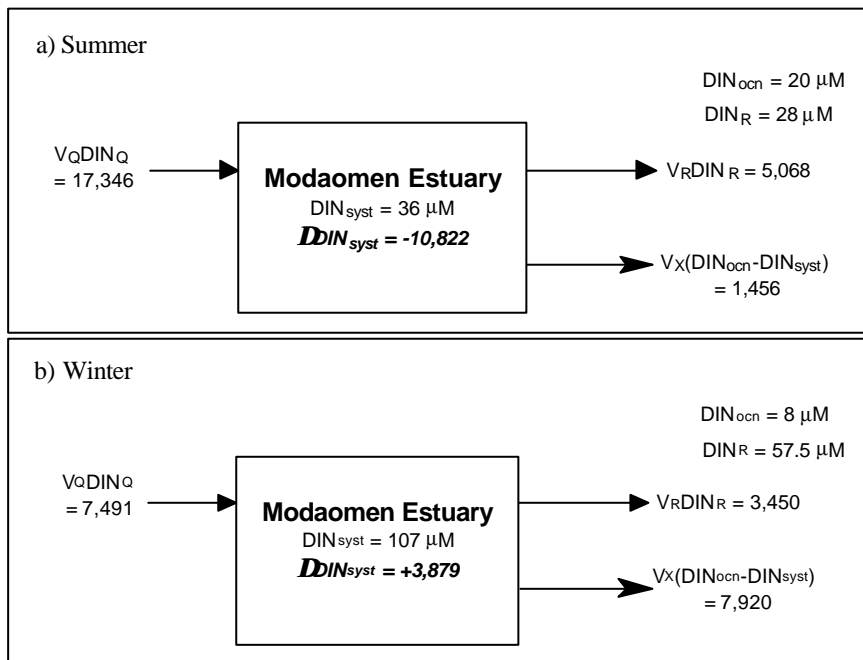 a) Summer
DINocn = 20 µM
DINR = 28 µM
VQDINQ
= 17,346
Modaomen Estuary
DINsyst = 36 µM
DDINsyst = -10,822
VRDINR = 5,068
VX(DINocn-DINsyst)
= 1,456
b) Winter
DINocn = 8 µM
DINR = 57.5 µM
VQDINQ
= 7,491
Modaomen Estuary
DINsyst = 107 µM
DDINsyst = +3,879
VRDINR = 3,450
VX(DINocn-DINsyst)
= 7,920